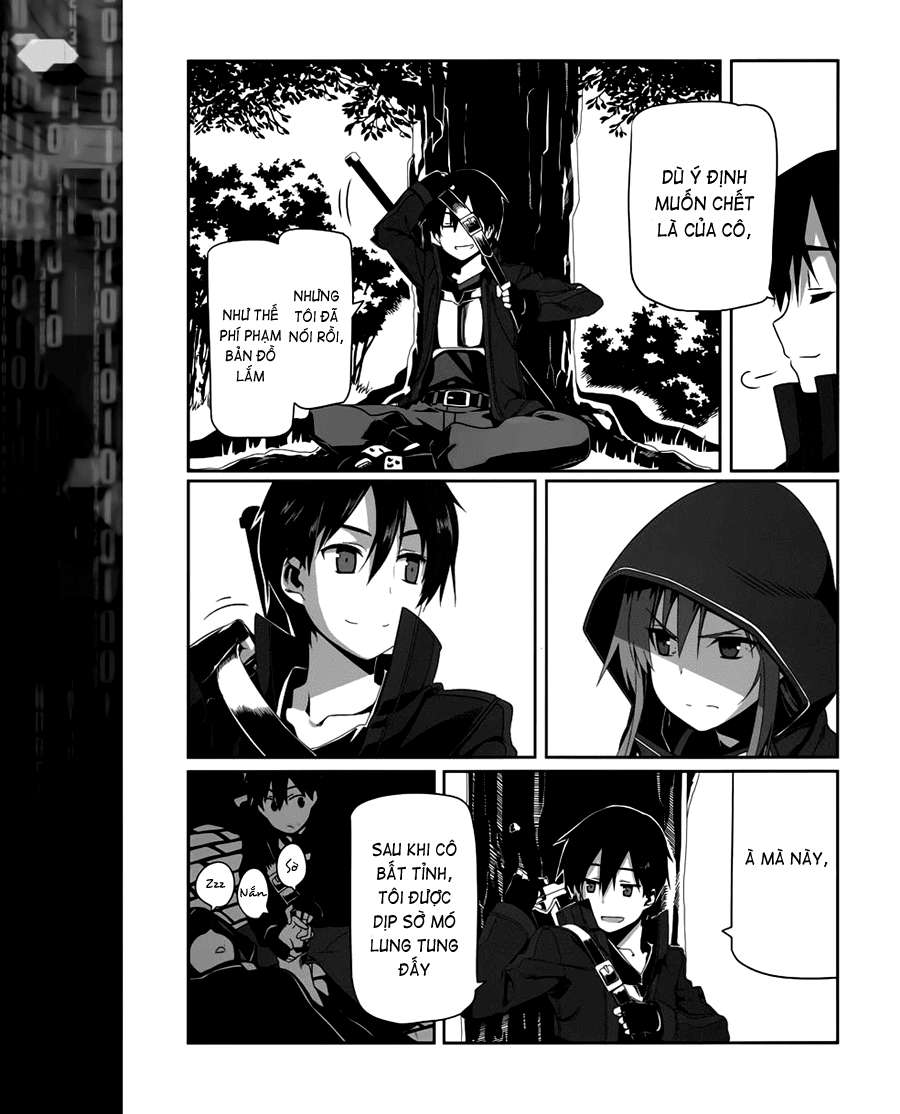 DÙ Ý ĐỊNH
MUỐN CHẾT
LÀ CỦA CÔ,
NHƯNG
TÔI ĐÃ
NÓI RỒI,
NHƯ THẾ
PHÍ PHẠM
BẢN ĐỒ
LẮM
À MÀ NÀY,
SAU KHI CÔ
BẤT TỈNH,
TÔI ĐƯỢC
DỊP SỜ MÓ
LUNG TUNG
ĐẤY
Sờ
Nắn
Zzz